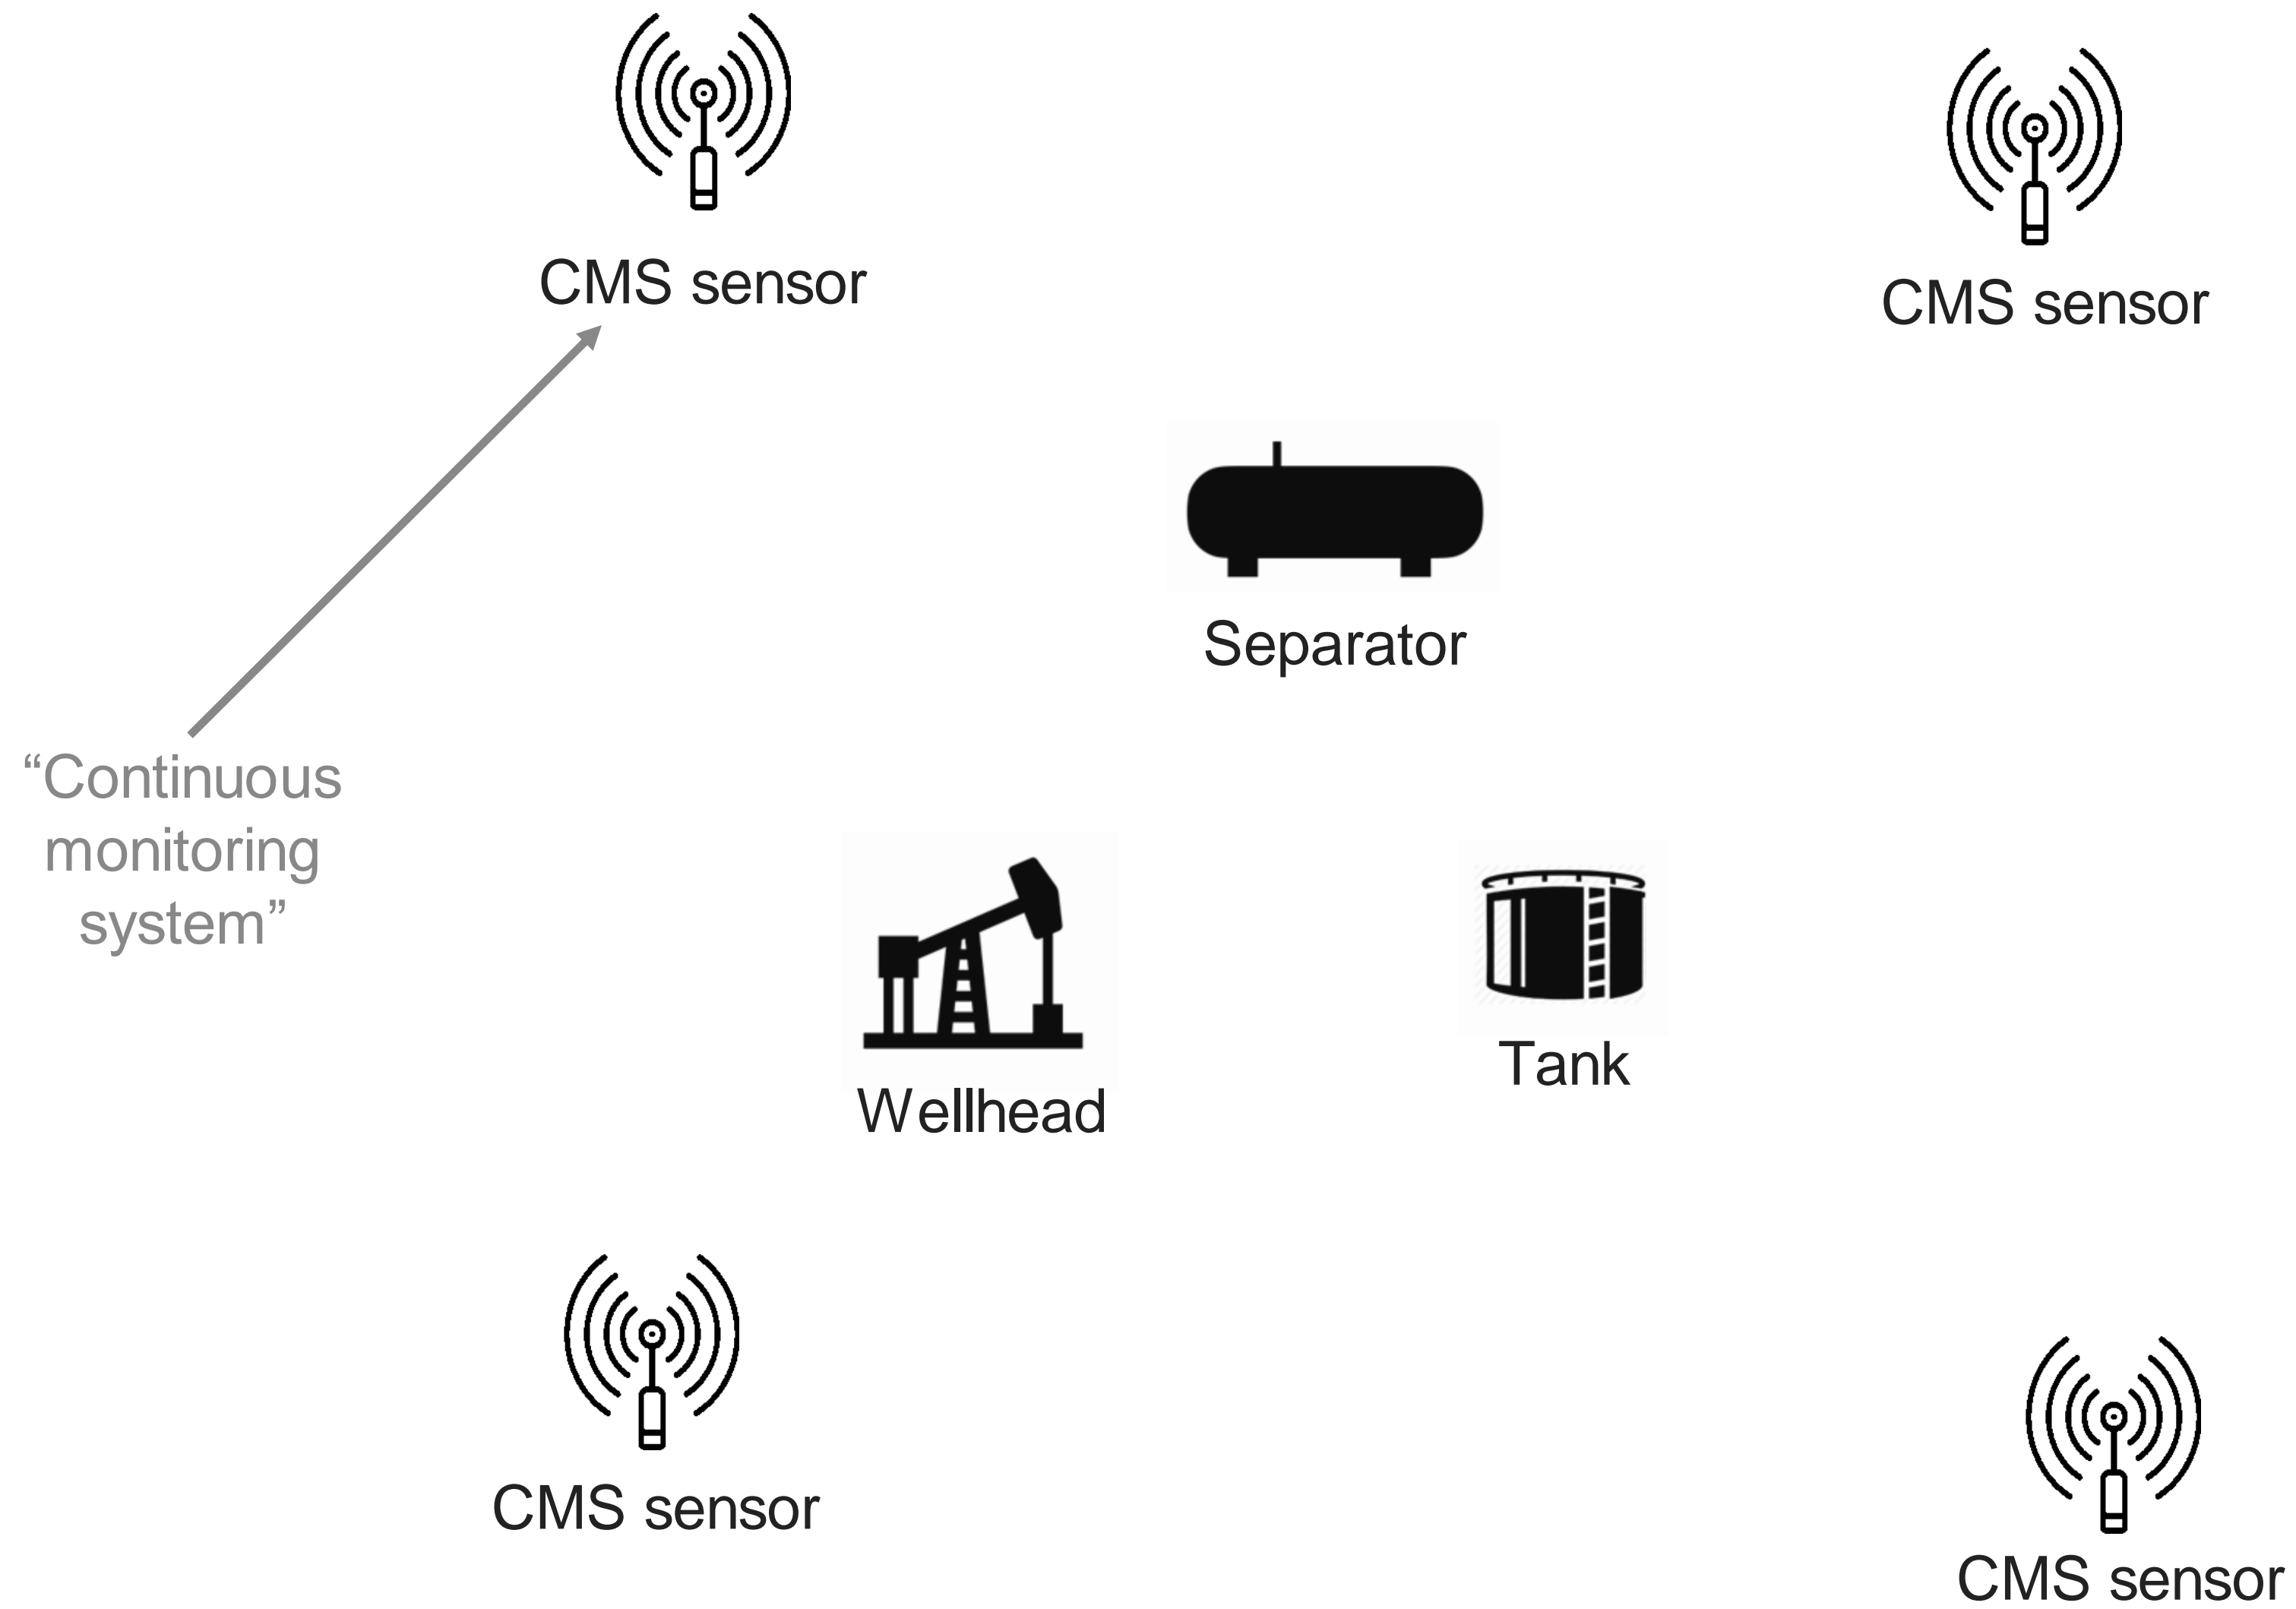 CMS sensor
CMS sensor
Separator
“Continuous
monitoring
system”
Tank
Wellhead
CMS sensor
CMS sensor